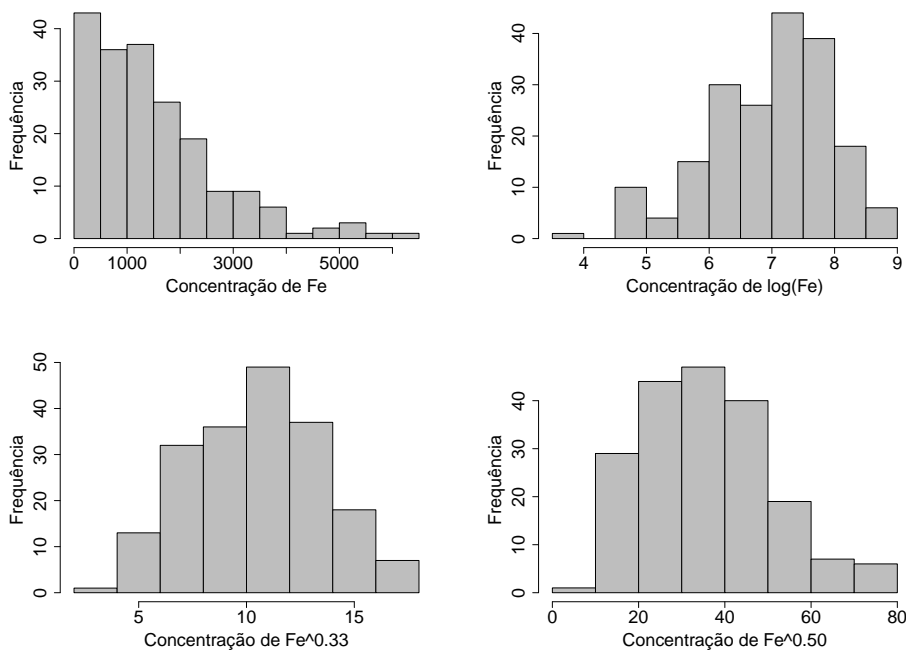 Frequência
0 10 20 30 40
0 1000 3000 5000
Concentração de Fe
Frequência
0 10 20 30 40
4 5 6 7 8 9
Concentração de log(Fe)
Frequência
0 10 20 30 40 50
5 10 15
Concentração de Fe^0.33
Frequência
0 10 20 30 40
0 20 40 60 80
Concentração de Fe^0.50